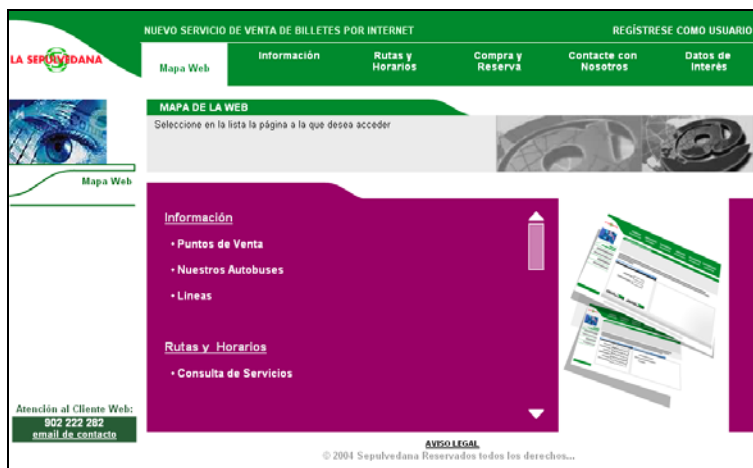 NUEVO SERVICIO DE VENTA DE BILLETES POR INTERNET
REGÍSTRESE COMO USUARIO
LA SEPULVEDANA
Mapa Web
Información
Rutas y
Horarios
Compra y
Reserva
Contacte con
Nosotros
Datos de
Interés
MAPA DE LA WEB
Seleccione en la lista la página a la que desea acceder
Mapa Web
Información
• Puntos de Venta
• Nuestros Autobuses
• Lineas
Rutas y Horarios
• Consulta de Servicios
Atención al Cliente Web:
902 222 282
email de contacto
AVISO LEGAL
© 2004 Sepulvedana Reservados todos los derechos...